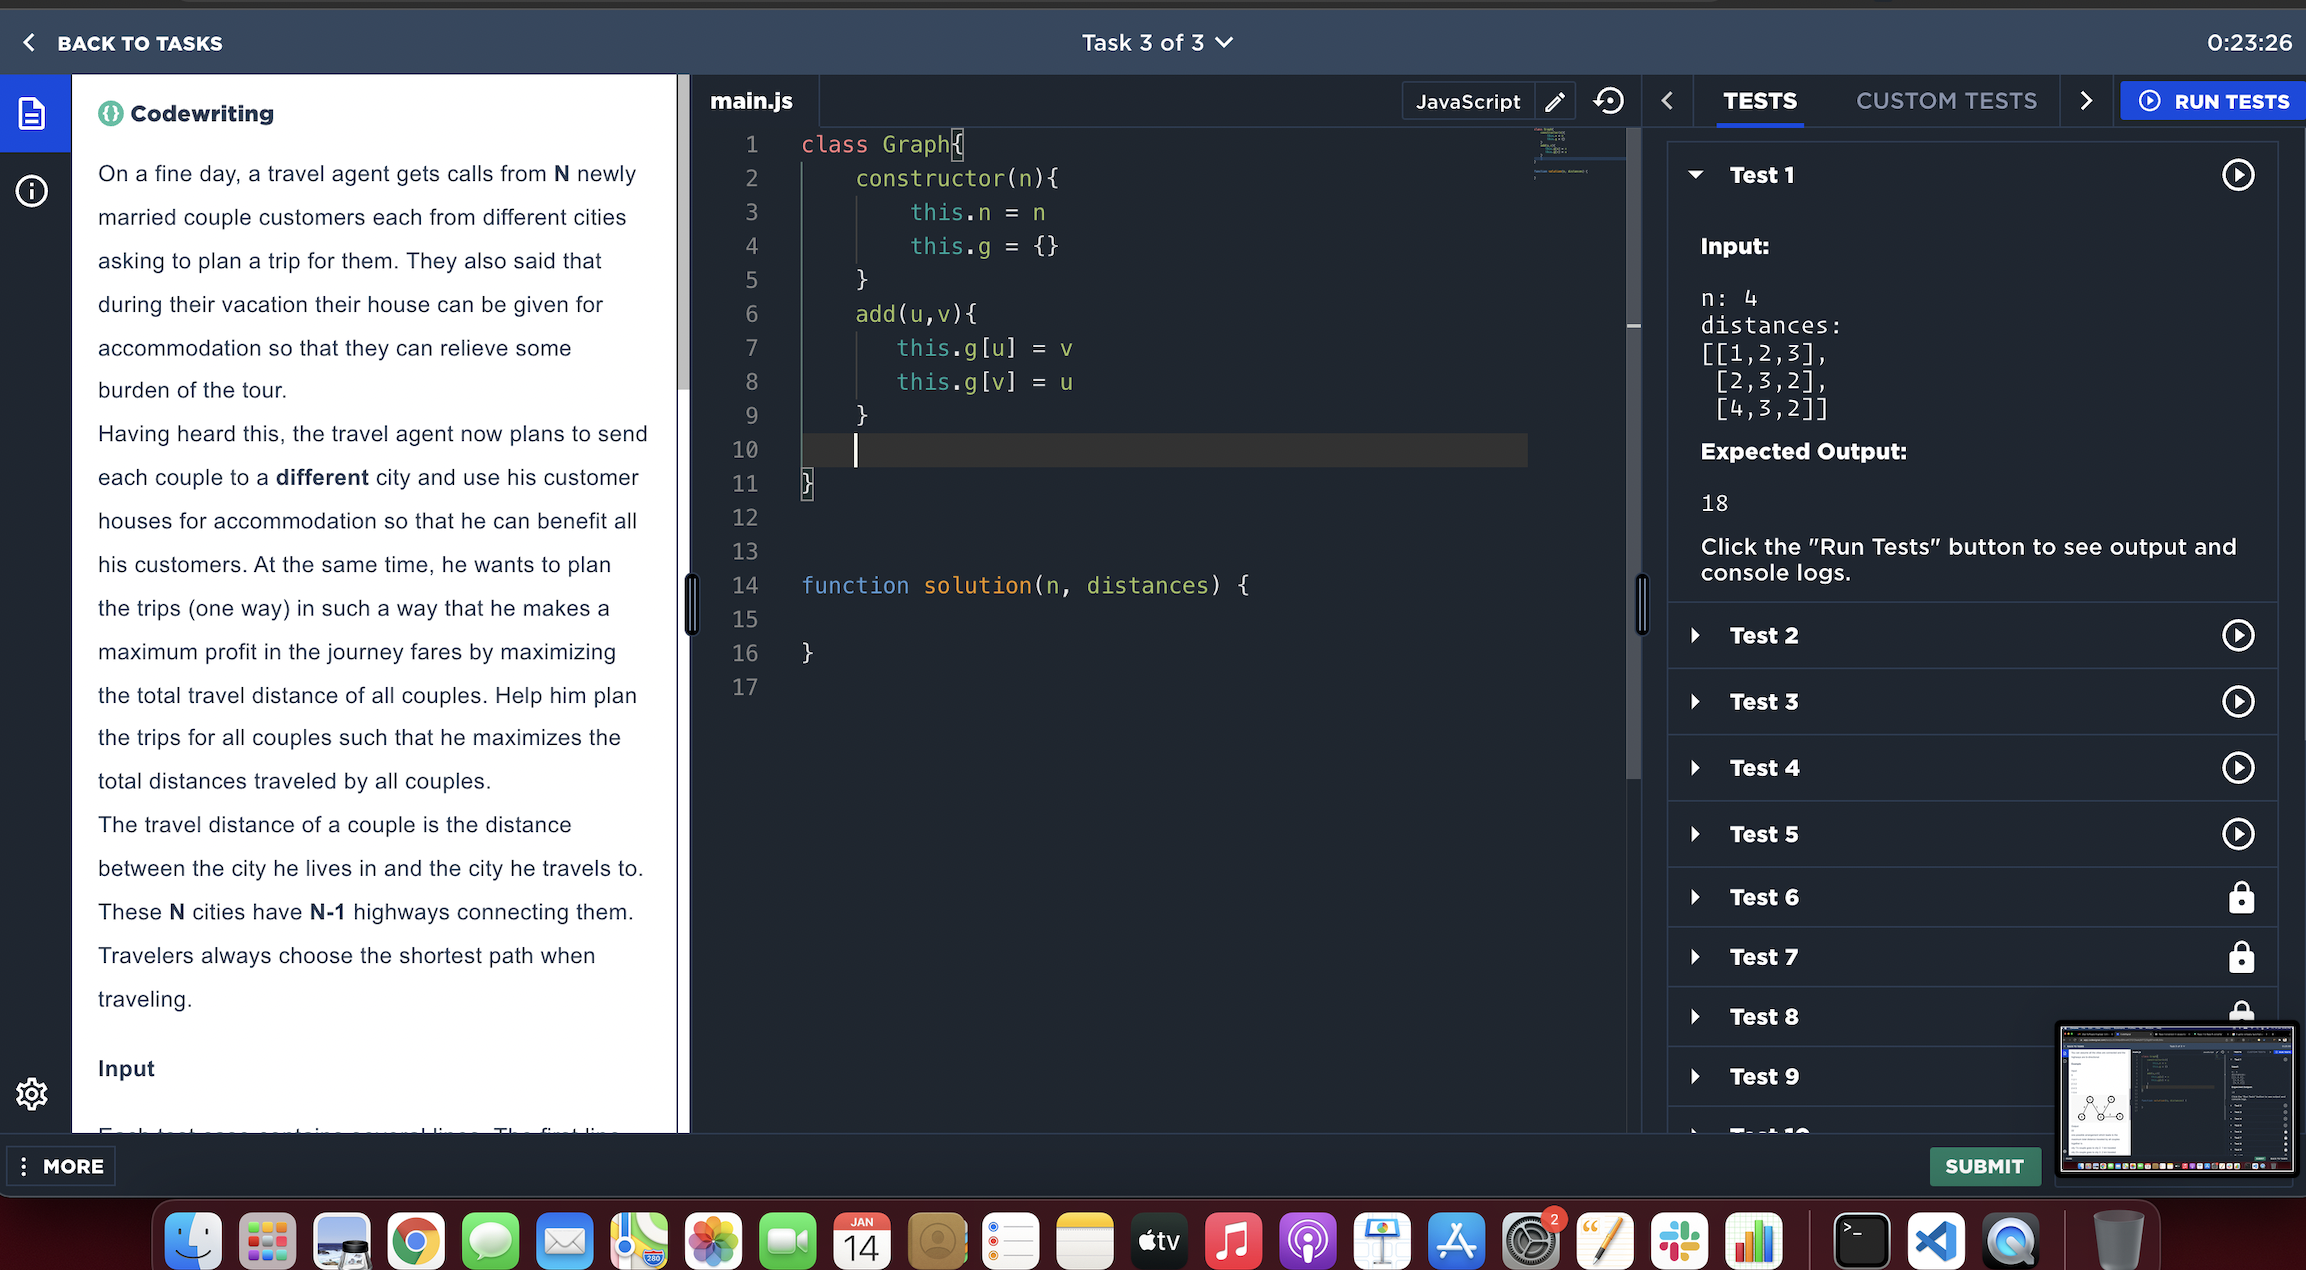 BACK TO TASKS
Task 3 of 3
0:23:26
Codewriting
On a fine day, a travel agent gets calls from N newly
married couple customers each from different cities
asking to plan a trip for them. They also said that
during their vacation their house can be given for
accommodation so that they can relieve some
burden of the tour.
Having heard this, the travel agent now plans to send
each couple to a different city and use his customer
houses for accommodation so that he can benefit all
his customers. At the same time, he wants to plan
the trips (one way) in such a way that he makes a
maximum profit in the journey fares by maximizing
the total travel distance of all couples. Help him plan
the trips for all couples such that he maximizes the
total distances traveled by all couples.
The travel distance of a couple is the distance
between the city he lives in and the city he travels to.
These N cities have N-1 highways connecting them.
Travelers always choose the shortest path when
traveling.
Input
Each test case contains several lines. The first line
MORE
main.js
JavaScript
1 class Graph{
2 constructor(n){
3 this.n = n
4 this.g = {}
5 }
6 add(u,v){
7 this.g[u] = v
8 this.g[v] = u
9 }
10
11 }
12
13
14 function solution(n, distances) {
15
16 }
17
TESTS
CUSTOM TESTS
RUN TESTS
Test 1
Input:
n: 4
distances:
[[1,2,3],
[2,3,2],
[4,3,2]]
Expected Output:
18
Click the "Run Tests" button to see output and
console logs.
Test 2
Test 3
Test 4
Test 5
Test 6
Test 7
Test 8
Test 9
Test 10
SUBMIT
JAN
14
280
tv
2
>_